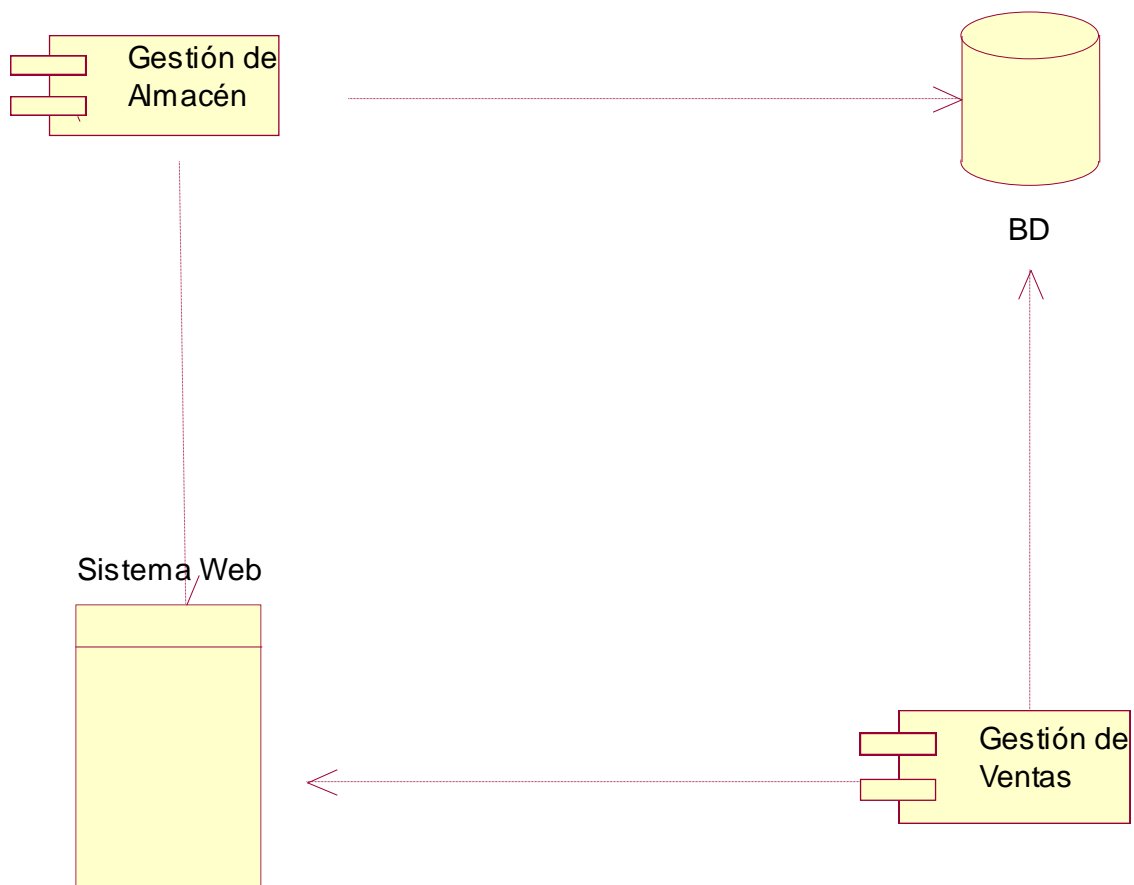 Gestión de
Almacén
BD
Sistema Web
Gestión de
Ventas